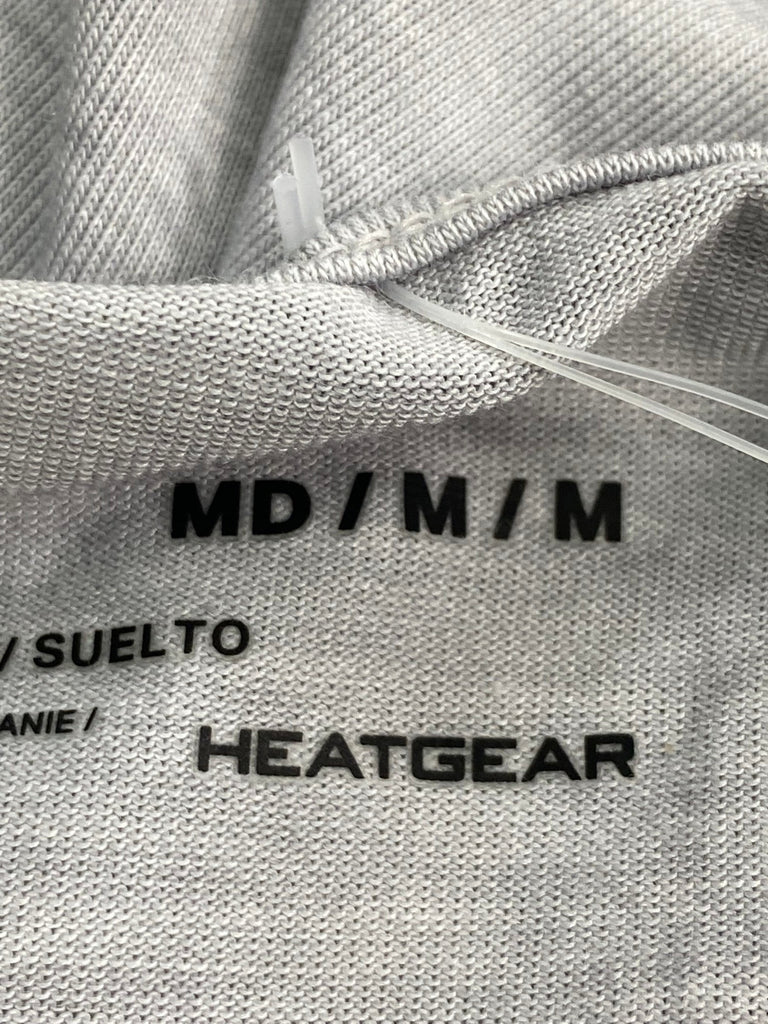 MD / M / M
/ SUELTO
ANIE /
HEATGEAR